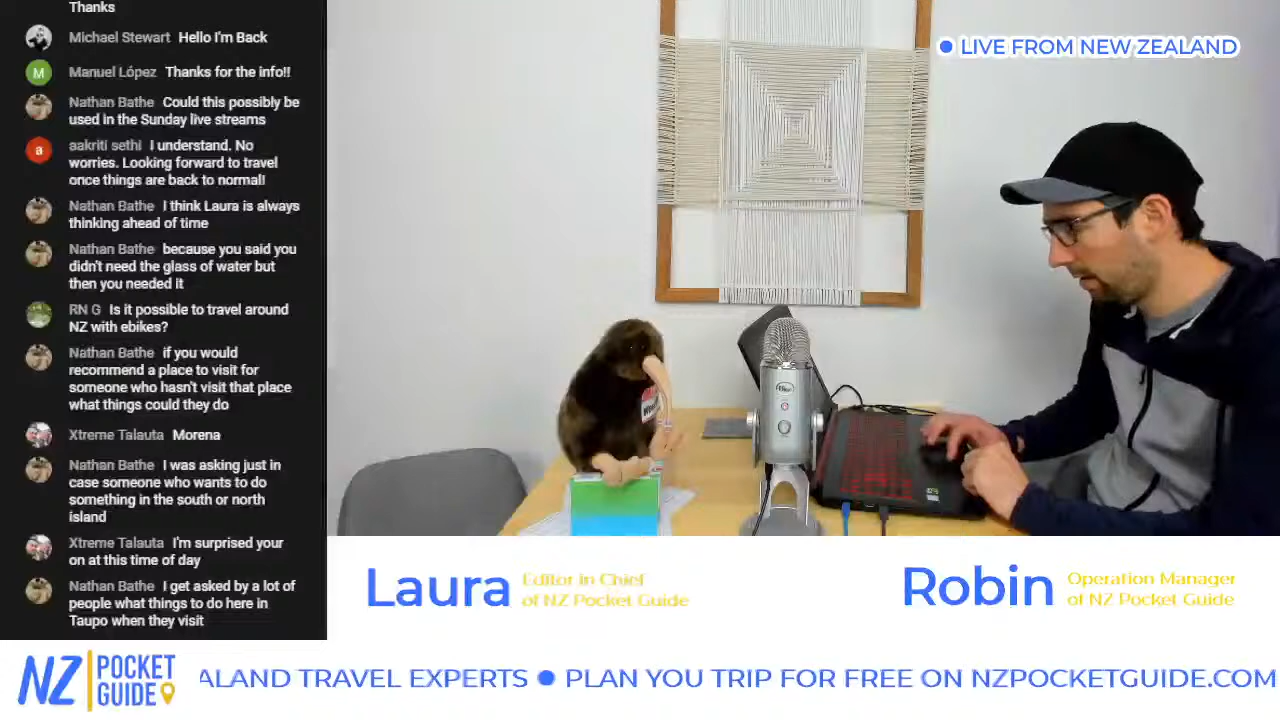 Thanks
Michael Stewart Hello I'm Back
Manuel López Thanks for the info!!
Nathan Bathe Could this possibly be
used in the Sunday live streams
aakriti sethi I understand. No
worries. Looking forward to travel
once things are back to normal!
Nathan Bathe I think Laura is always
thinking ahead of time
Nathan Bathe because you said you
didn't need the glass of water but
then you needed it
RN G Is it possible to travel around
NZ with ebikes?
Nathan Bathe if you would
recommend a place to visit for
someone who hasn't visit that place
what things could they do
Xtreme Talauta Morena
Nathan Bathe I was asking just in
case someone who wants to do
something in the south or north
island
Xtreme Talauta I'm surprised your
on at this time of day
Nathan Bathe I get asked by a lot of
people what things to do here in
Taupo when they visit
M
a
LIVE FROM NEW ZEALAND
blue
Laura Editor in Chief
of NZ Pocket Guide
Robin Operation Manager
of NZ Pocket Guide
NZ POCKET
GUIDE
ALAND TRAVEL EXPERTS ● PLAN YOU TRIP FOR FREE ON NZPOCKETGUIDE.COM